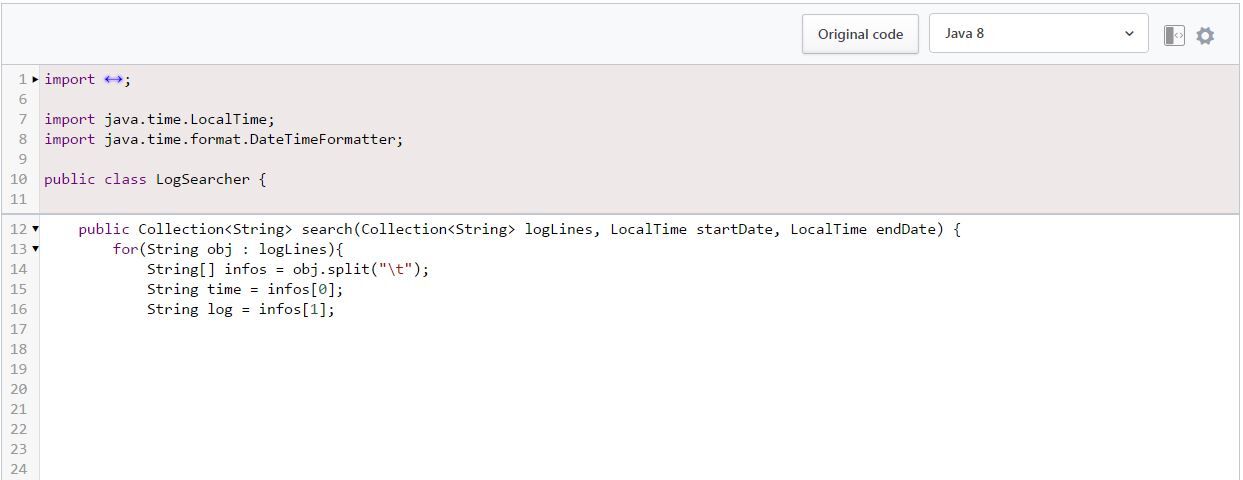 Original code Java 8
1 import ↔;
6
7 import java.time.LocalTime;
8 import java.time.format.DateTimeFormatter;
9
10 public class LogSearcher {
11
12 public Collection<String> search(Collection<String> logLines, LocalTime startDate, LocalTime endDate) {
13 for(String obj : logLines){
14 String[] infos = obj.split("\t");
15 String time = infos[0];
16 String log = infos[1];
17
18
19
20
21
22
23
24